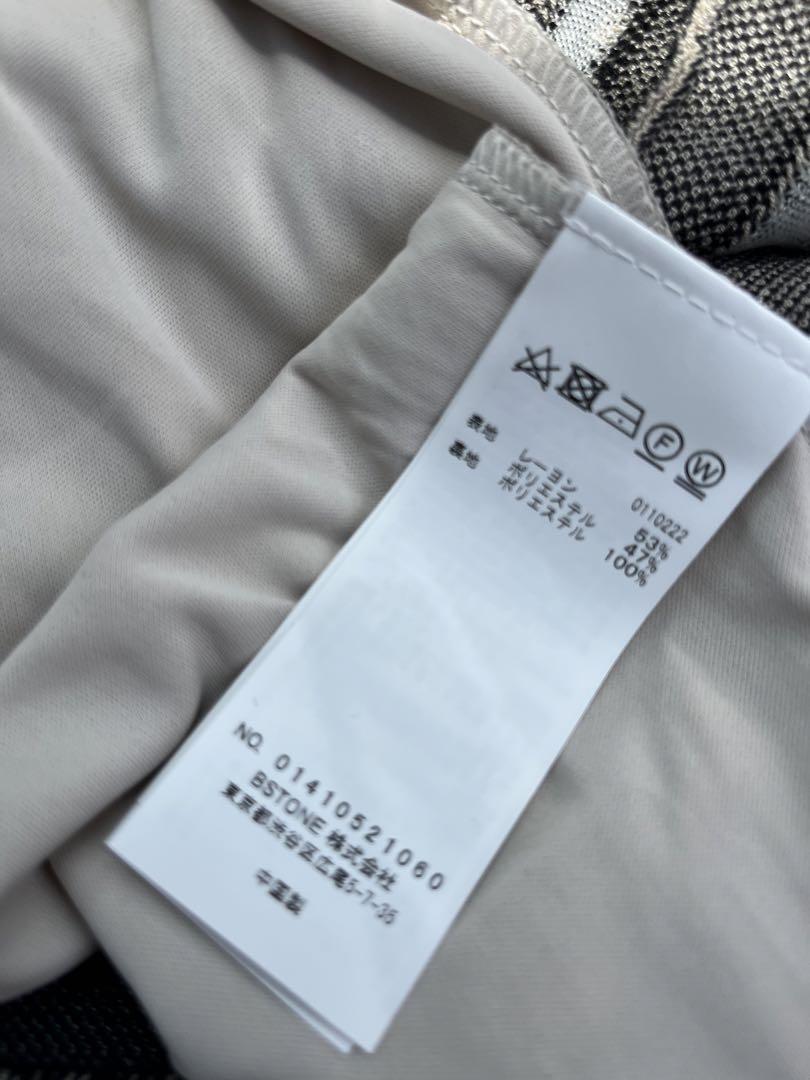 F W
0110222
表地 レーヨン 53%
ポリエステル 47%
裏地 ポリエステル 100%
NO. 01410521060
BSTONE 株式会社
東京都渋谷区広尾5-7-35
中国製